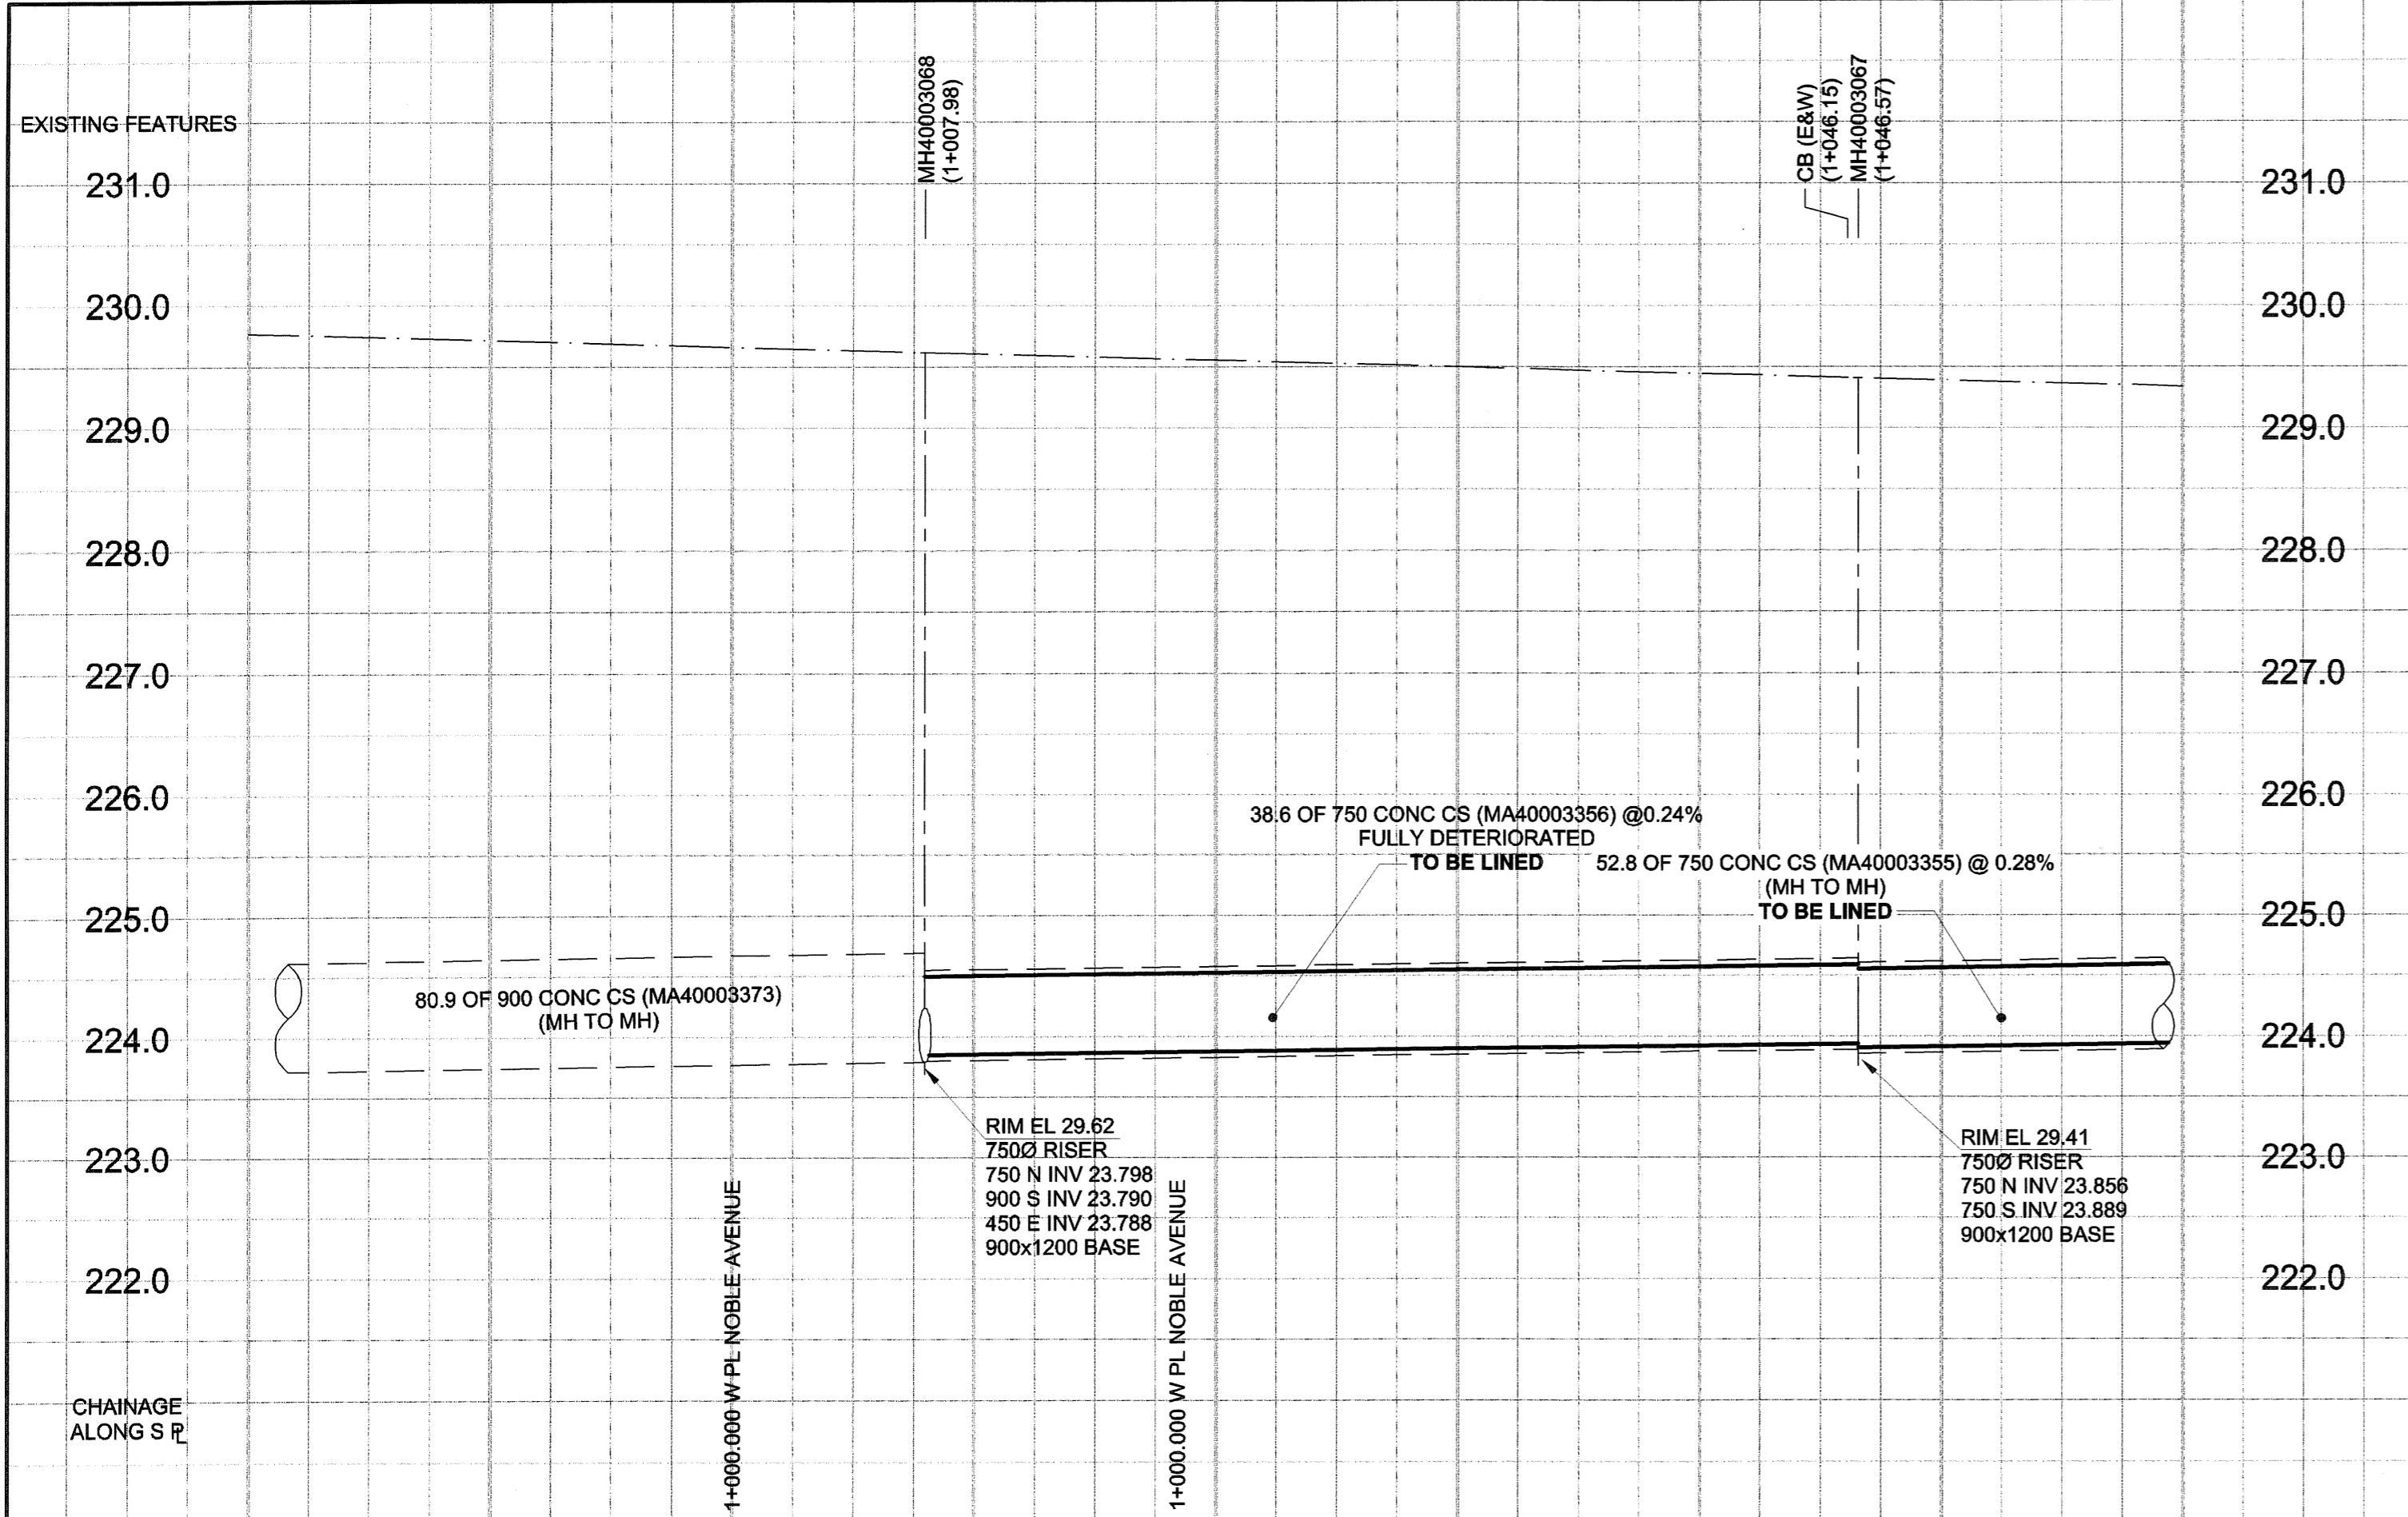 EXISTING FEATURES
MH40003068
(1+007.98)
CB (E&W)
(1+046.15)
MH40003067
(1+046.57)
231.0
231.0
230.0
230.0
229.0
229.0
228.0
228.0
227.0
227.0
226.0
226.0
225.0
225.0
224.0
224.0
223.0
223.0
222.0
222.0
38.6 OF 750 CONC CS (MA40003356) @0.24%
FULLY DETERIORATED
TO BE LINED
52.8 OF 750 CONC CS (MA40003355) @ 0.28%
(MH TO MH)
TO BE LINED
80.9 OF 900 CONC CS (MA40003373)
(MH TO MH)
RIM EL 29.62
750Ø RISER
750 N INV 23.798
900 S INV 23.790
450 E INV 23.788
900x1200 BASE
RIM EL 29.41
750Ø RISER
750 N INV 23.856
750 S INV 23.889
900x1200 BASE
1+000.000 W PL NOBLE AVENUE
1+000.000 W PL NOBLE AVENUE
CHAINAGE
ALONG S PL